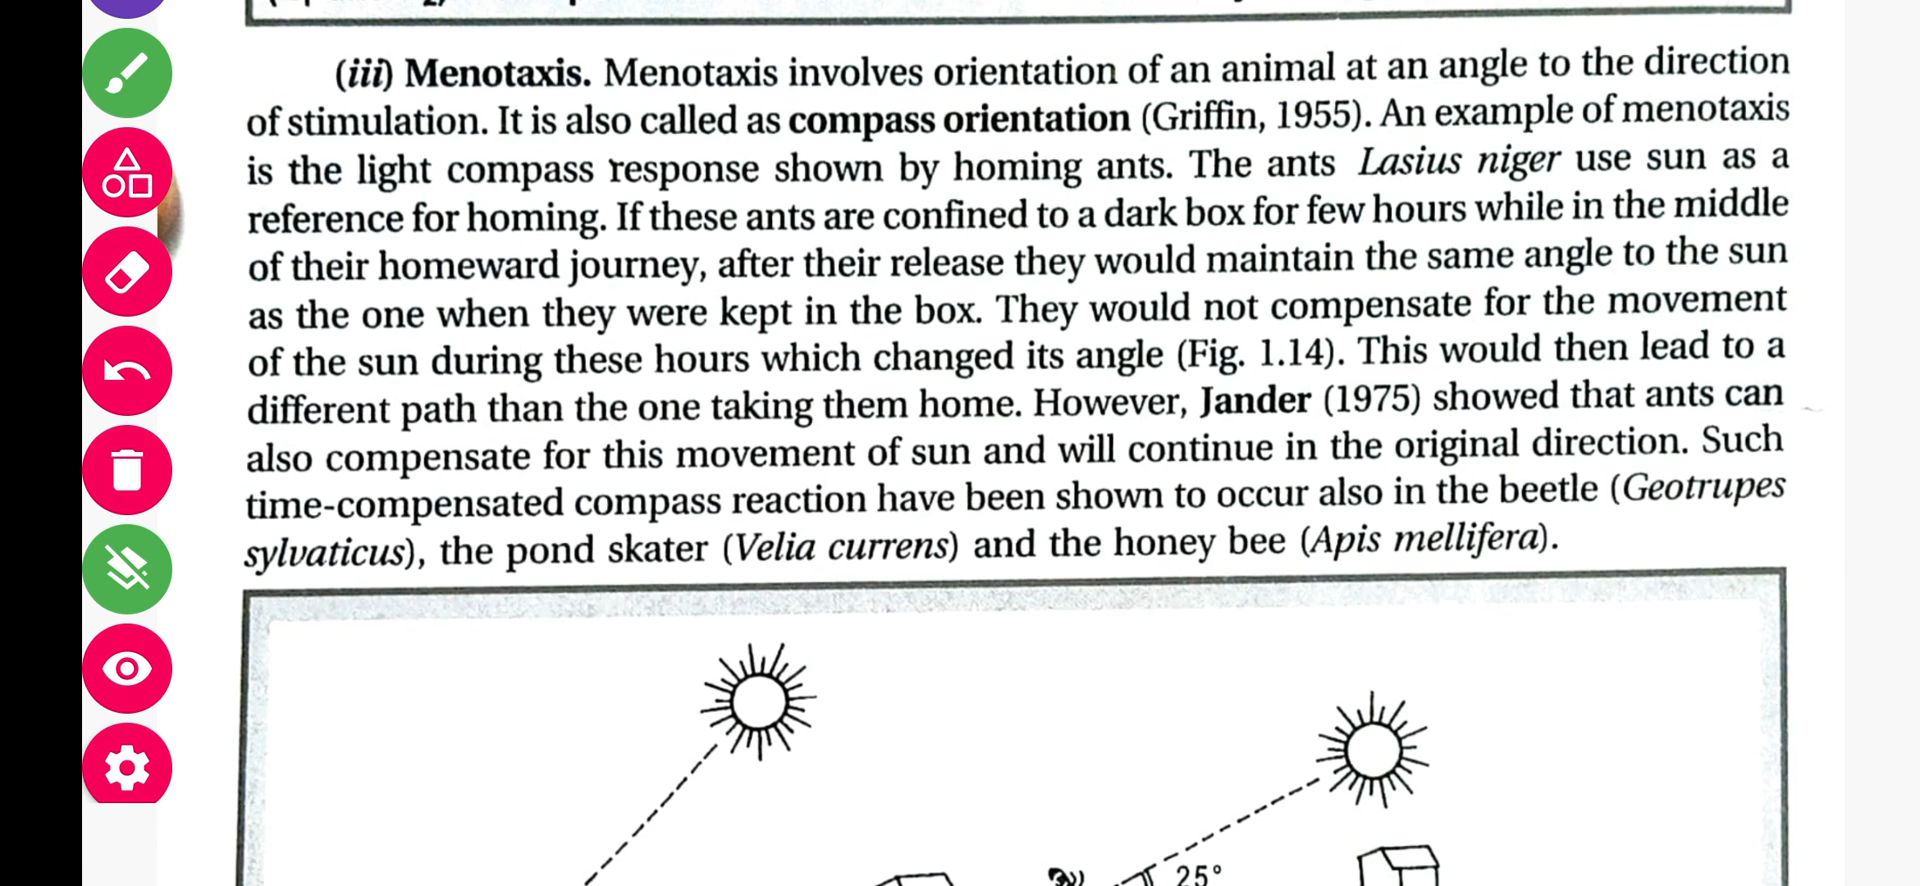 (iii) Menotaxis. Menotaxis involves orientation of an animal at an angle to the direction
of stimulation. It is also called as compass orientation (Griffin, 1955). An example of menotaxis
is the light compass response shown by homing ants. The ants Lasius niger use sun as a
reference for homing. If these ants are confined to a dark box for few hours while in the middle
of their homeward journey, after their release they would maintain the same angle to the sun
as the one when they were kept in the box. They would not compensate for the movement
of the sun during these hours which changed its angle (Fig. 1.14). This would then lead to a
different path than the one taking them home. However, Jander (1975) showed that ants can
also compensate for this movement of sun and will continue in the original direction. Such
time-compensated compass reaction have been shown to occur also in the beetle (Geotrupes
sylvaticus), the pond skater (Velia currens) and the honey bee (Apis mellifera).
25°